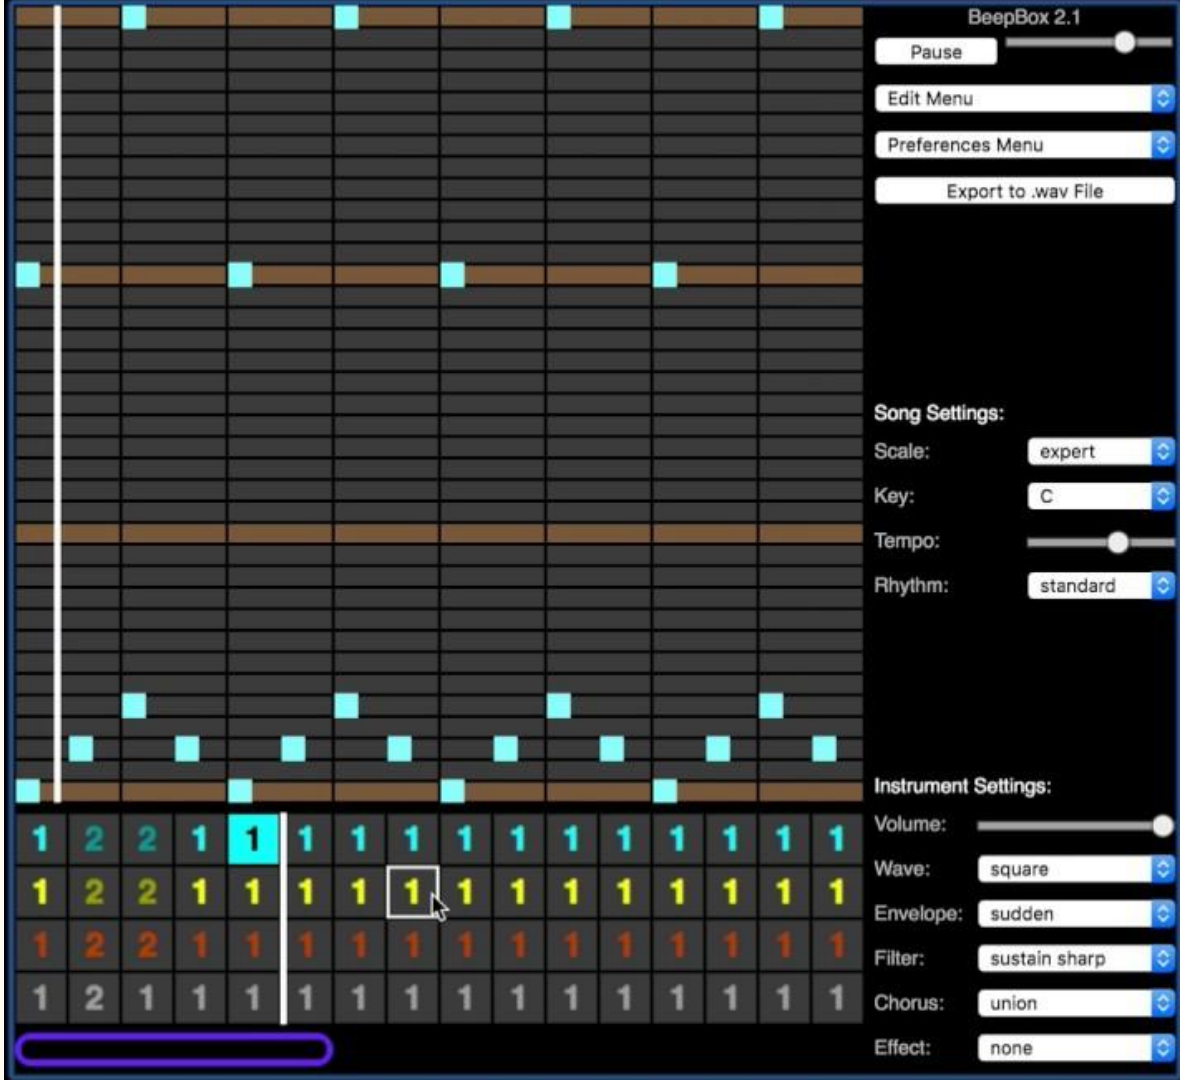 BeepBox 2.1
Pause
Edit Menu
Preferences Menu
Export to .wav File
Song Settings:
Scale: expert
Key: C
Tempo:
Rhythm: standard
Instrument Settings:
Volume:
Wave: square
Envelope: sudden
Filter: sustain sharp
Chorus: union
Effect: none
1 2 2 1 1 1 1 1 1 1 1 1 1 1 1 1
1 2 2 1 1 1 1 1 1 1 1 1 1 1 1 1
1 2 2 1 1 1 1 1 1 1 1 1 1 1 1 1
1 2 1 1 1 1 1 1 1 1 1 1 1 1 1 1